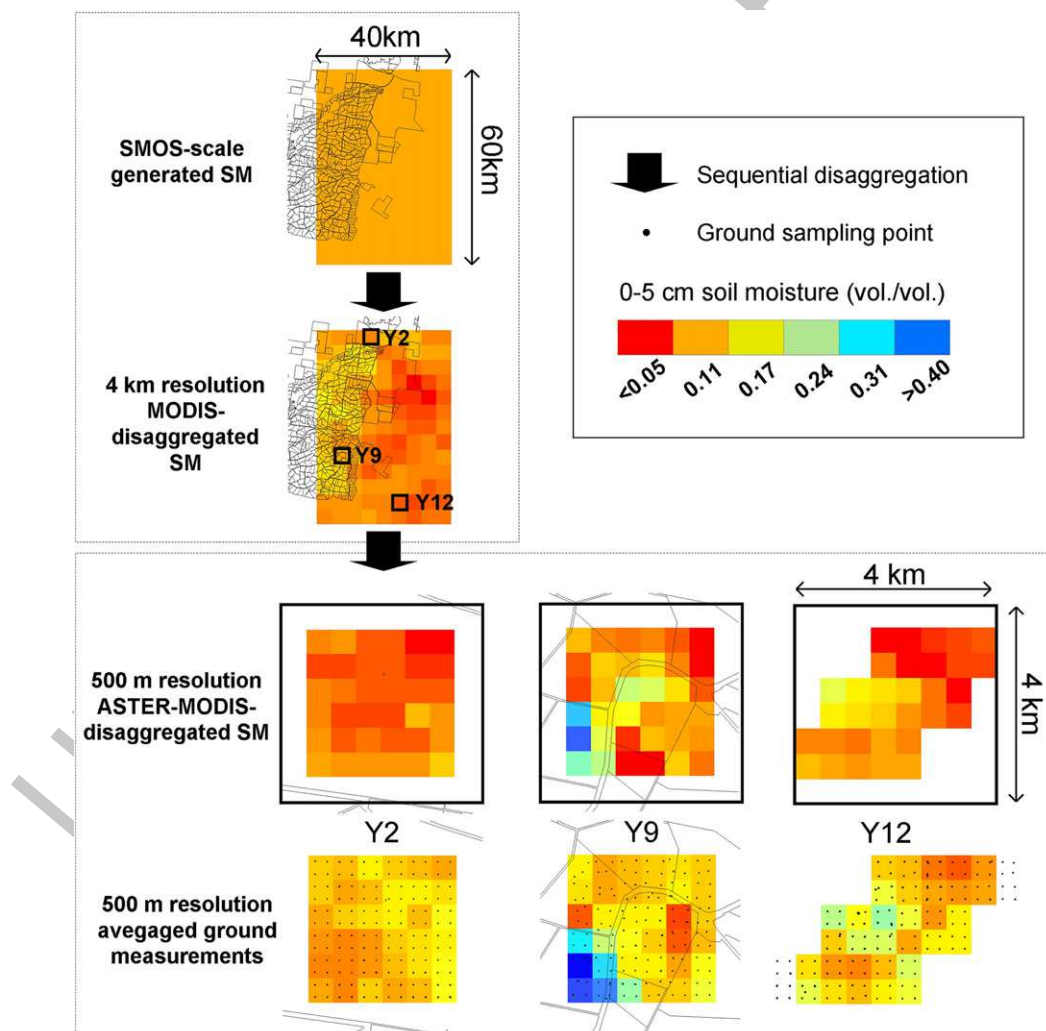 40km
60km
SMOS-scale
generated SM
Sequential disaggregation
Ground sampling point
0-5 cm soil moisture (vol./vol.)
<0.05 0.11 0.17 0.24 0.31 >0.40
4 km resolution
MODIS-
disaggregated
SM
Y2
Y9
Y12
4 km
4 km
500 m resolution
ASTER-MODIS-
disaggregated SM
Y2 Y9 Y12
500 m resolution
avegaged ground
measurements